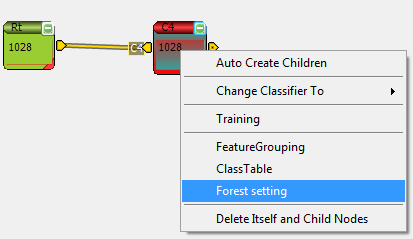 Rt
1028
C4
C4
1028
Auto Create Children
Change Classifier To
Training
FeatureGrouping
ClassTable
Forest setting
Delete Itself and Child Nodes